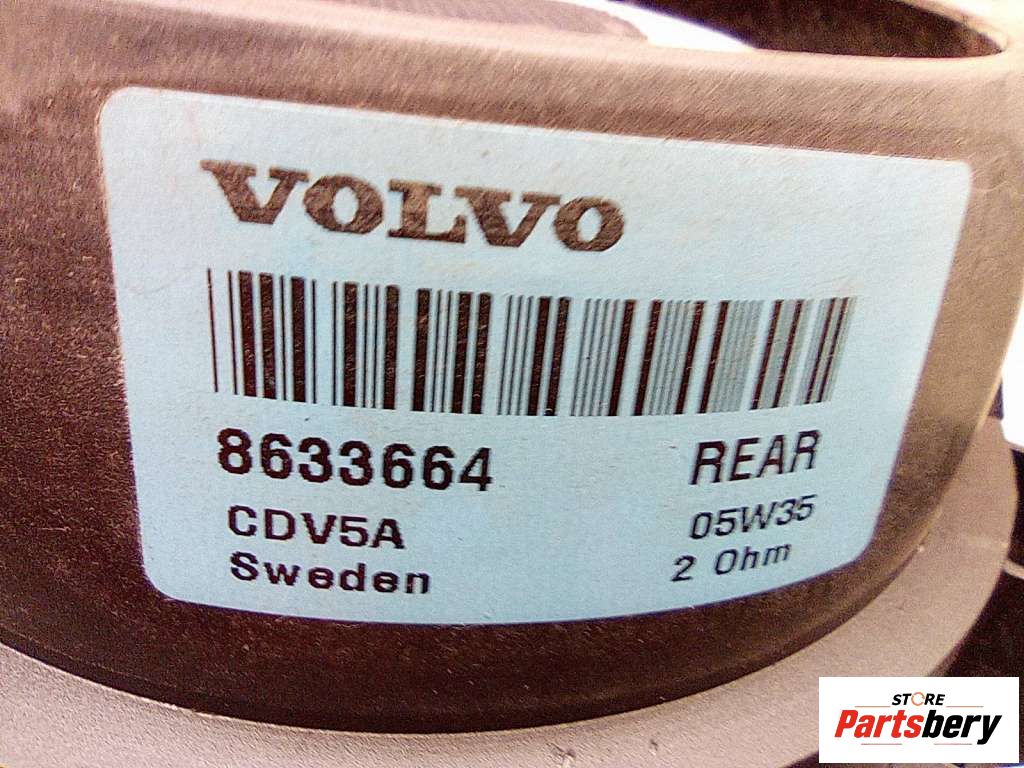 VOLVO
8633664 REAR
CDV5A 05W35
Sweden 2 Ohm
STORE
Partsbery